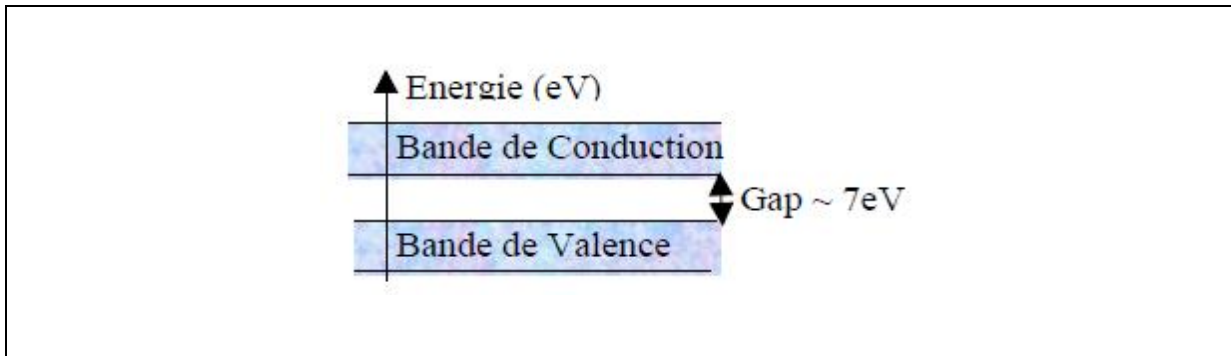 Energie (eV)
Bande de Conduction
Gap ~ 7eV
Bande de Valence